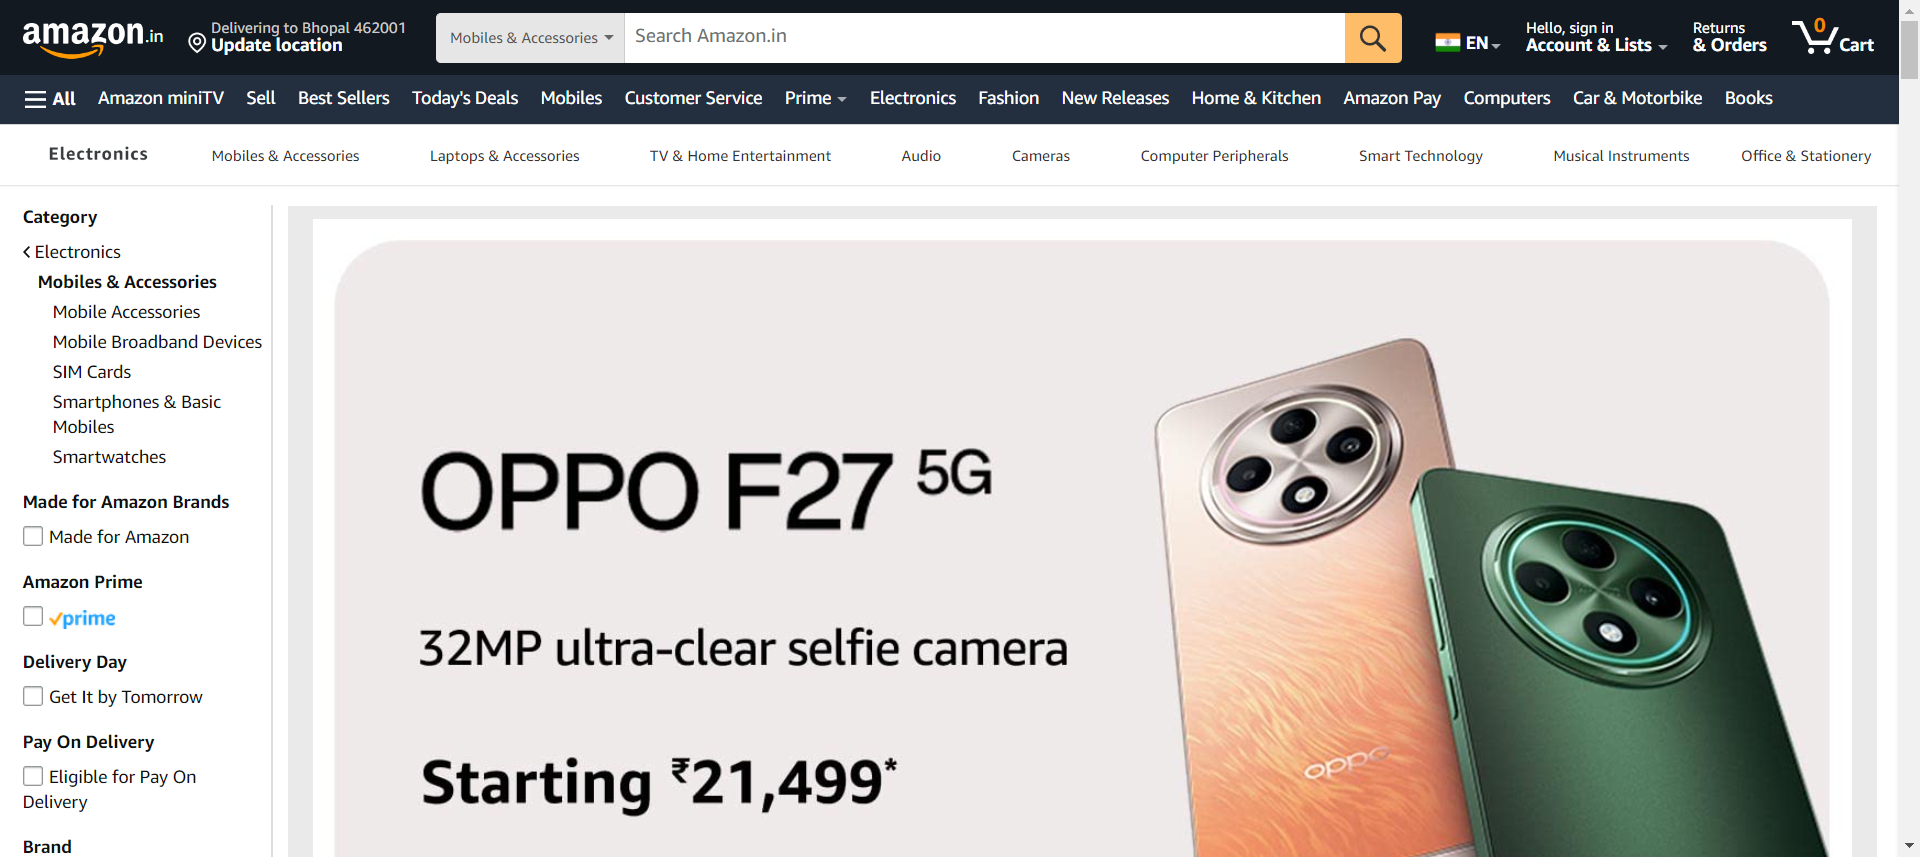 amazon.in
Delivering to Bhopal 462001
Update location
Mobiles & Accessories
Search Amazon.in
EN
Hello, sign in
Account & Lists
Returns
& Orders
0
Cart
All
Amazon miniTV
Sell
Best Sellers
Today's Deals
Mobiles
Customer Service
Prime
Electronics
Fashion
New Releases
Home & Kitchen
Amazon Pay
Computers
Car & Motorbike
Books
Electronics
Mobiles & Accessories
Laptops & Accessories
TV & Home Entertainment
Audio
Cameras
Computer Peripherals
Smart Technology
Musical Instruments
Office & Stationery
Category
Electronics
Mobiles & Accessories
Mobile Accessories
Mobile Broadband Devices
SIM Cards
Smartphones & Basic
Mobiles
Smartwatches
Made for Amazon Brands
Made for Amazon
Amazon Prime
prime
Delivery Day
Get It by Tomorrow
Pay On Delivery
Eligible for Pay On
Delivery
Brand
OPPO F27 5G
32MP ultra-clear selfie camera
Starting ₹21,499*
oppo